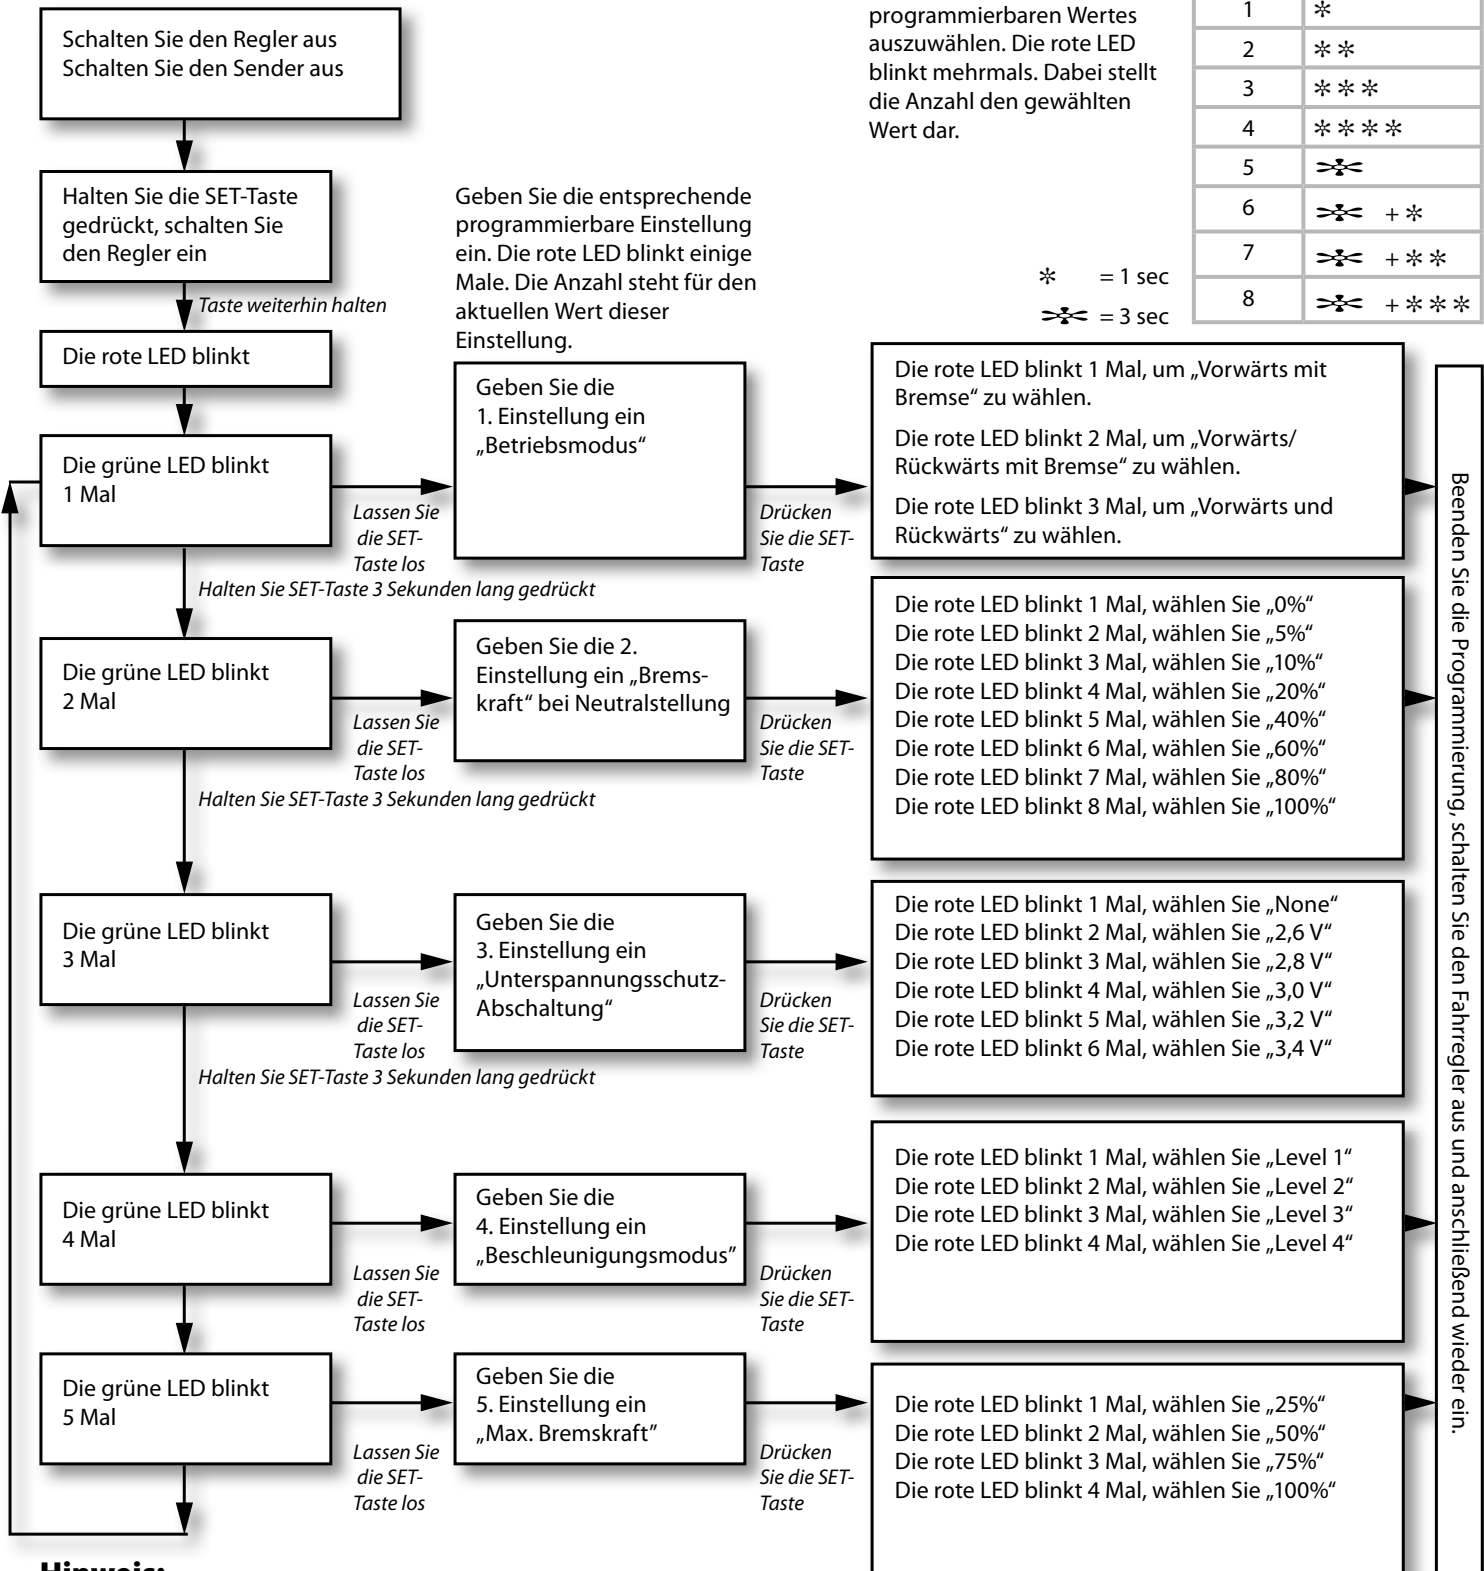 Schalten Sie den Regler aus
Schalten Sie den Sender aus
programmierbaren Wertes
auszuwählen. Die rote LED
blinkt mehrmals. Dabei stellt
die Anzahl den gewählten
Wert dar.
1 *
2 * *
3 * * *
4 * * * *
5 >*<
6 >*< + *
7 >*< + * *
8 >*< + * * *
* = 1 sec
>*< = 3 sec
Halten Sie die SET-Taste
gedrückt, schalten Sie
den Regler ein
Taste weiterhin halten
Die rote LED blinkt
Geben Sie die entsprechende
programmierbare Einstellung
ein. Die rote LED blinkt einige
Male. Die Anzahl steht für den
aktuellen Wert dieser
Einstellung.
Die grüne LED blinkt
1 Mal
Lassen Sie
die SET-
Taste los
Geben Sie die
1. Einstellung ein
„Betriebsmodus“
Drücken
Sie die SET-
Taste
Die rote LED blinkt 1 Mal, um „Vorwärts mit
Bremse“ zu wählen.
Die rote LED blinkt 2 Mal, um „Vorwärts/
Rückwärts mit Bremse“ zu wählen.
Die rote LED blinkt 3 Mal, um „Vorwärts und
Rückwärts“ zu wählen.
Halten Sie SET-Taste 3 Sekunden lang gedrückt
Die grüne LED blinkt
2 Mal
Lassen Sie
die SET-
Taste los
Geben Sie die 2.
Einstellung ein „Brems-
kraft“ bei Neutralstellung
Drücken
Sie die SET-
Taste
Die rote LED blinkt 1 Mal, wählen Sie „0%“
Die rote LED blinkt 2 Mal, wählen Sie „5%“
Die rote LED blinkt 3 Mal, wählen Sie „10%“
Die rote LED blinkt 4 Mal, wählen Sie „20%“
Die rote LED blinkt 5 Mal, wählen Sie „40%“
Die rote LED blinkt 6 Mal, wählen Sie „60%“
Die rote LED blinkt 7 Mal, wählen Sie „80%“
Die rote LED blinkt 8 Mal, wählen Sie „100%“
Halten Sie SET-Taste 3 Sekunden lang gedrückt
Die grüne LED blinkt
3 Mal
Lassen Sie
die SET-
Taste los
Geben Sie die
3. Einstellung ein
„Unterspannungsschutz-
Abschaltung“
Drücken
Sie die SET-
Taste
Die rote LED blinkt 1 Mal, wählen Sie „None“
Die rote LED blinkt 2 Mal, wählen Sie „2,6 V“
Die rote LED blinkt 3 Mal, wählen Sie „2,8 V“
Die rote LED blinkt 4 Mal, wählen Sie „3,0 V“
Die rote LED blinkt 5 Mal, wählen Sie „3,2 V“
Die rote LED blinkt 6 Mal, wählen Sie „3,4 V“
Halten Sie SET-Taste 3 Sekunden lang gedrückt
Die grüne LED blinkt
4 Mal
Lassen Sie
die SET-
Taste los
Geben Sie die
4. Einstellung ein
„Beschleunigungsmodus”
Drücken
Sie die SET-
Taste
Die rote LED blinkt 1 Mal, wählen Sie „Level 1“
Die rote LED blinkt 2 Mal, wählen Sie „Level 2“
Die rote LED blinkt 3 Mal, wählen Sie „Level 3“
Die rote LED blinkt 4 Mal, wählen Sie „Level 4“
Die grüne LED blinkt
5 Mal
Lassen Sie
die SET-
Taste los
Geben Sie die
5. Einstellung ein
„Max. Bremskraft”
Drücken
Sie die SET-
Taste
Die rote LED blinkt 1 Mal, wählen Sie „25%“
Die rote LED blinkt 2 Mal, wählen Sie „50%“
Die rote LED blinkt 3 Mal, wählen Sie „75%“
Die rote LED blinkt 4 Mal, wählen Sie „100%“
Beenden Sie die Programmierung, schalten Sie den Fahrregler aus und anschließend wieder ein.
Hinweis: